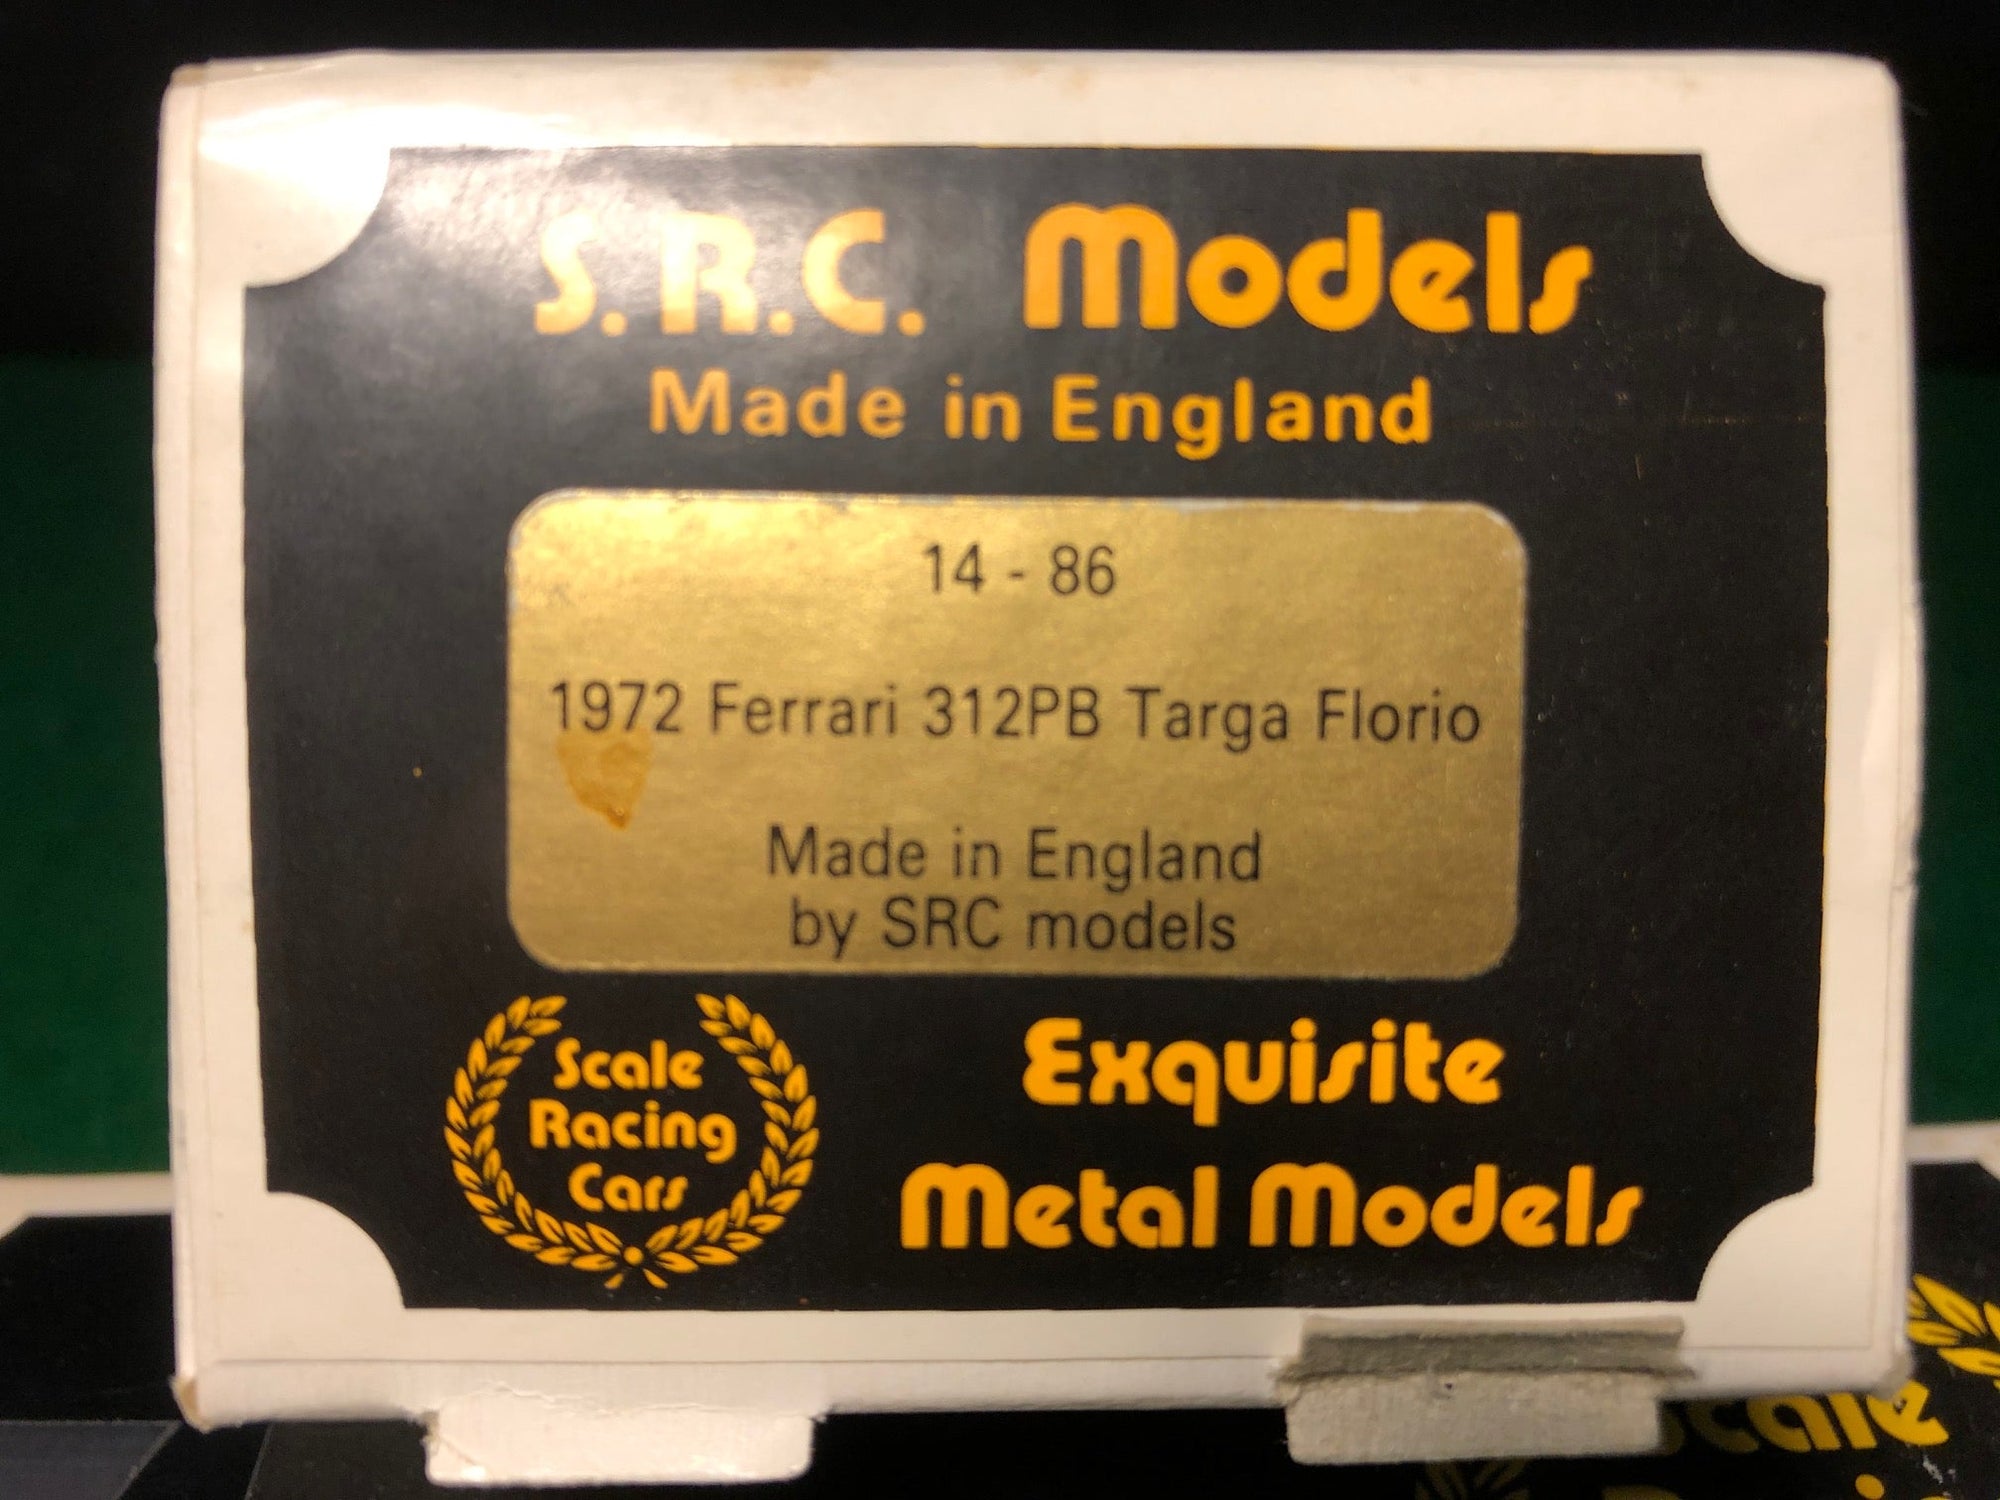 S.R.C. Models
Made in England
14 - 86
1972 Ferrari 312PB Targa Florio
Made in England
by SRC models
Scale
Racing
Cars
Exquisite
Metal Models
Scale